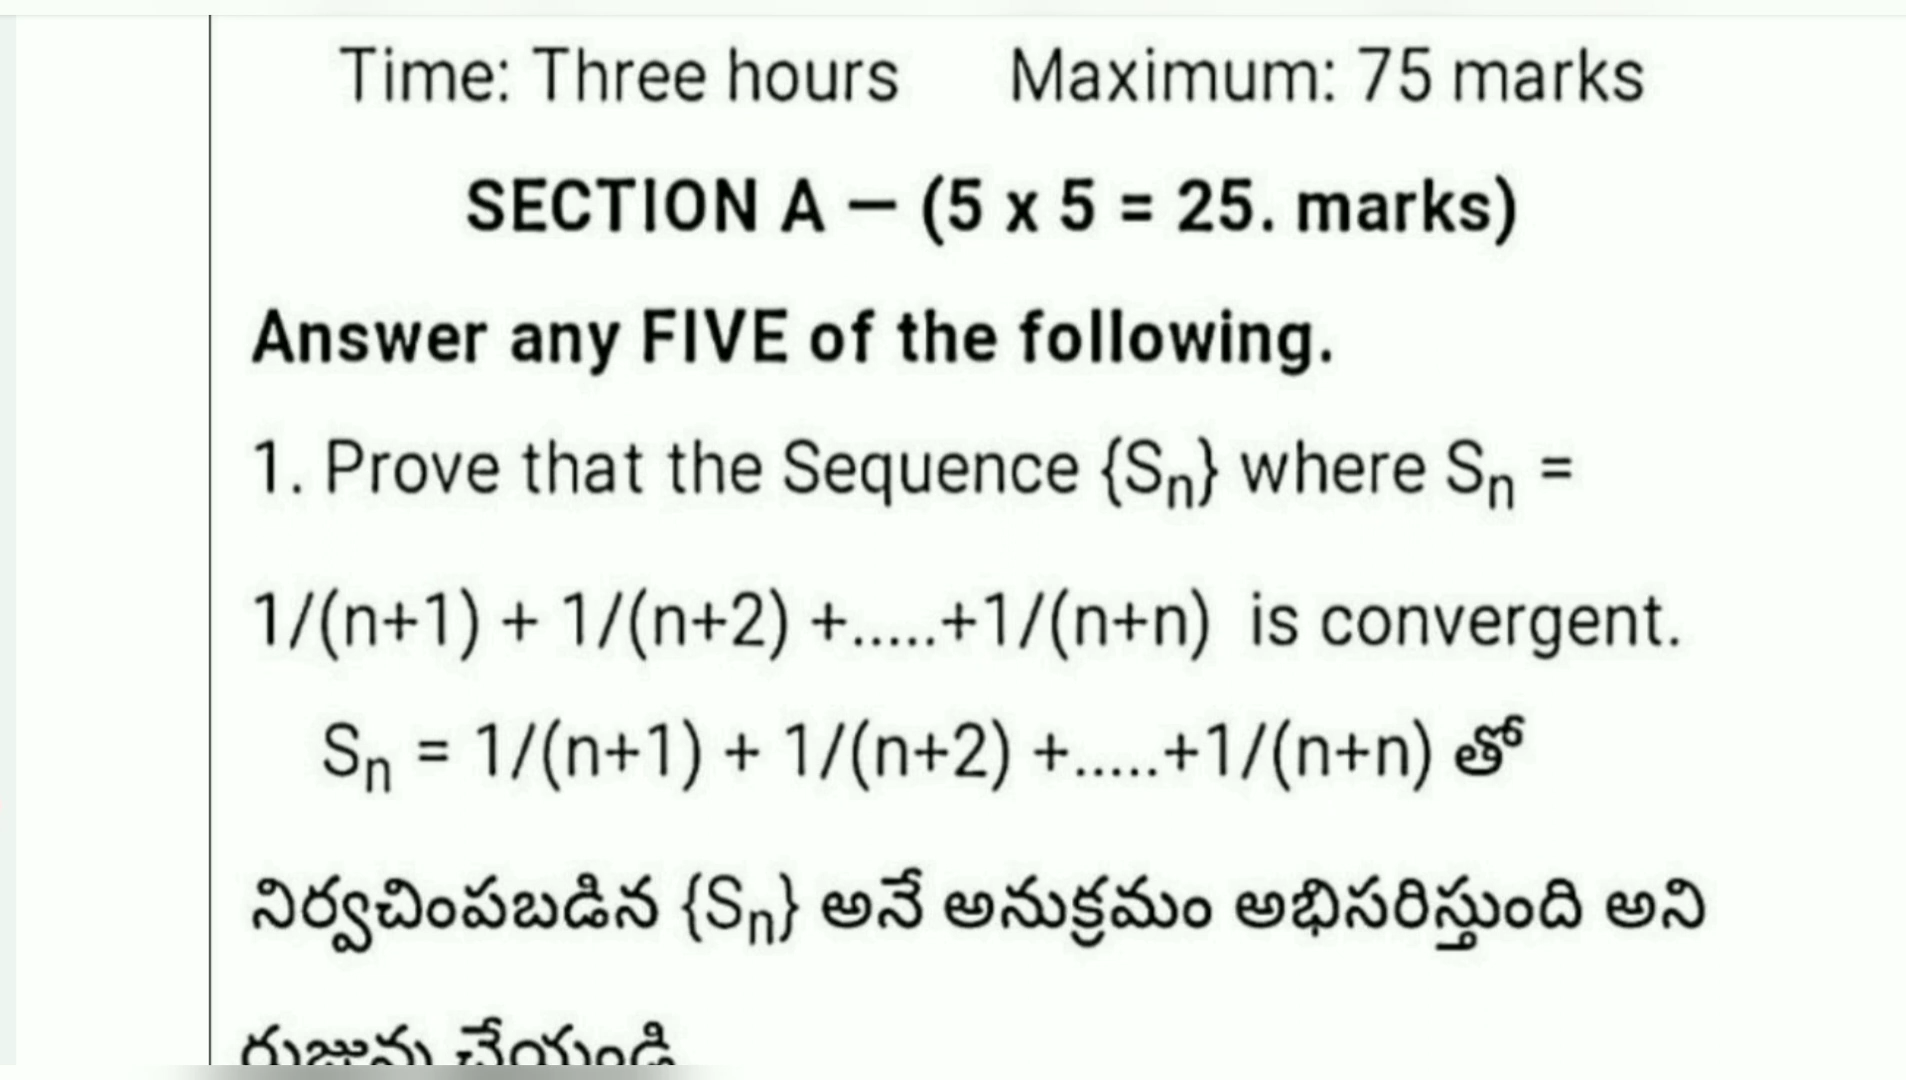 Time: Three hours Maximum: 75 marks
SECTION A — (5 x 5 = 25. marks)
Answer any FIVE of the following.
1. Prove that the Sequence {Sn} where Sn =
1/(n+1) + 1/(n+2) +.....+1/(n+n) is convergent.
Sn = 1/(n+1) + 1/(n+2) +.....+1/(n+n) తో
నిర్వచింపబడిన {Sn} అనే అనుక్రమం అభిసరిస్తుంది అని
రుజువు చేయండి